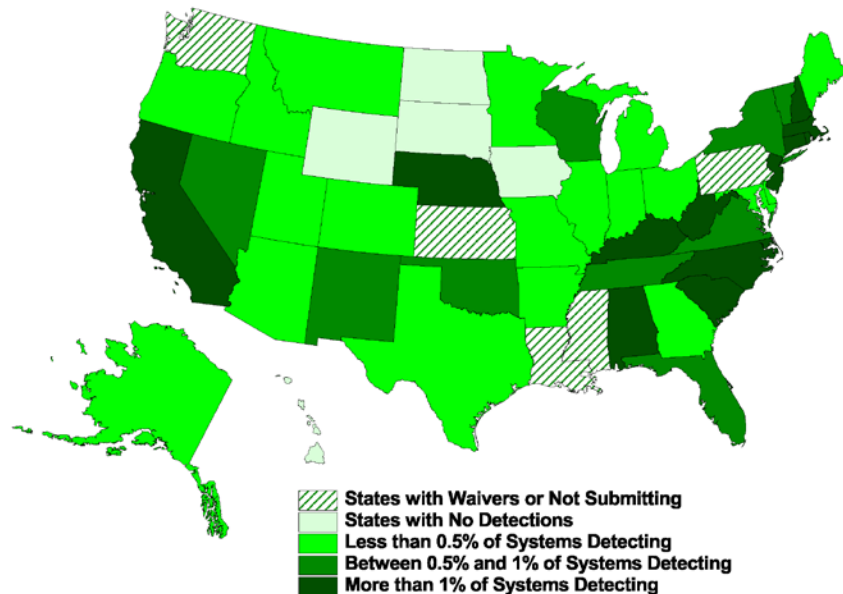 States with Waivers or Not Submitting
States with No Detections
Less than 0.5% of Systems Detecting
Between 0.5% and 1% of Systems Detecting
More than 1% of Systems Detecting